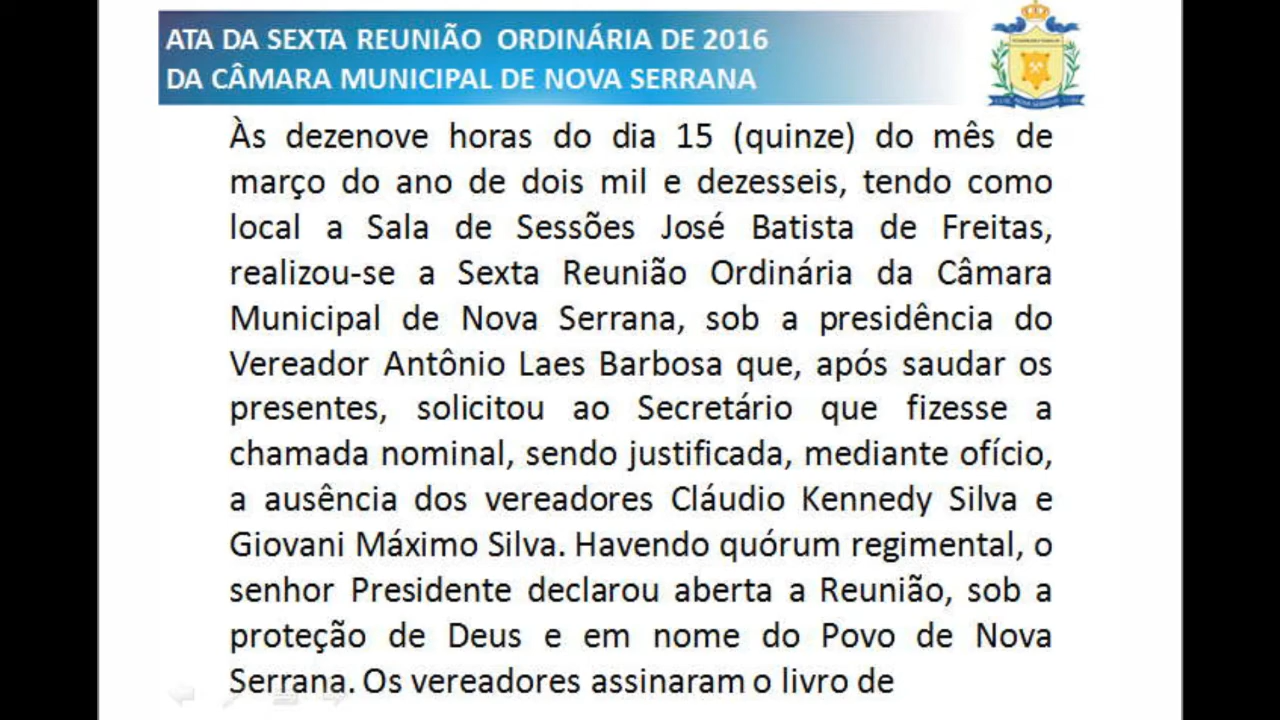 ATA DA SEXTA REUNIÃO ORDINÁRIA DE 2016
DA CÂMARA MUNICIPAL DE NOVA SERRANA
Às dezenove horas do dia 15 (quinze) do mês de
março do ano de dois mil e dezesseis, tendo como
local a Sala de Sessões José Batista de Freitas,
realizou-se a Sexta Reunião Ordinária da Câmara
Municipal de Nova Serrana, sob a presidência do
Vereador Antônio Laes Barbosa que, após saudar os
presentes, solicitou ao Secretário que fizesse a
chamada nominal, sendo justificada, mediante ofício,
a ausência dos vereadores Cláudio Kennedy Silva e
Giovani Máximo Silva. Havendo quórum regimental, o
senhor Presidente declarou aberta a Reunião, sob a
proteção de Deus e em nome do Povo de Nova
Serrana. Os vereadores assinaram o livro de